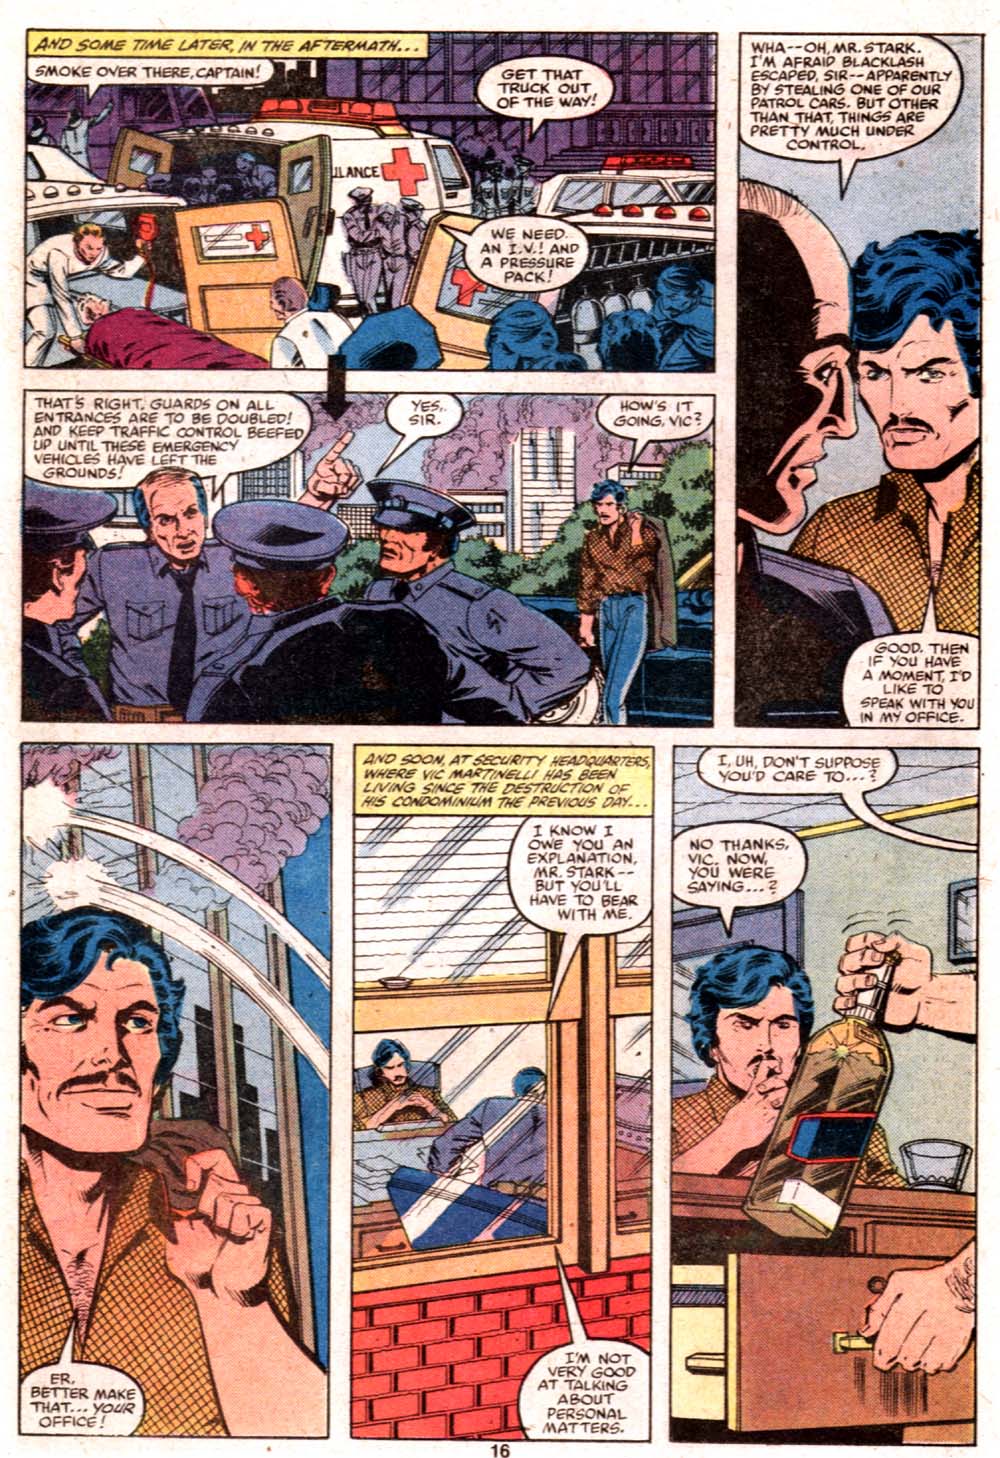 AND SOME TIME LATER, IN THE AFTERMATH...
SMOKE OVER THERE, CAPTAIN!
GET THAT
TRUCK OUT
OF THE WAY!
ULANCE
WE NEED
AN I.V.! AND
A PRESSURE
PACK!
THAT'S RIGHT, GUARDS ON ALL
ENTRANCES ARE TO BE DOUBLED!
AND KEEP TRAFFIC CONTROL BEEFED
UP UNTIL THESE EMERGENCY
VEHICLES HAVE LEFT THE
GROUNDS!
YES,
SIR.
HOW'S IT
GOING, VIC?
WHA--OH, MR. STARK.
I'M AFRAID BLACKLASH
ESCAPED, SIR--APPARENTLY
BY STEALING ONE OF OUR
PATROL CARS. BUT OTHER
THAN THAT, THINGS ARE
PRETTY MUCH UNDER
CONTROL.
GOOD. THEN
IF YOU HAVE
A MOMENT, I'D
LIKE TO
SPEAK WITH YOU
IN MY OFFICE.
ER,
BETTER MAKE
THAT... YOUR
OFFICE!
AND SOON, AT SECURITY HEADQUARTERS,
WHERE VIC MARTINELLI HAS BEEN
LIVING SINCE THE DESTRUCTION OF
HIS CONDOMINIUM THE PREVIOUS DAY...
I KNOW I
OWE YOU AN
EXPLANATION,
MR. STARK--
BUT YOU'LL
HAVE TO BEAR
WITH ME.
I'M NOT
VERY GOOD
AT TALKING
ABOUT
PERSONAL
MATTERS.
I, UH, DON'T SUPPOSE
YOU'D CARE TO...?
NO THANKS,
VIC. NOW,
YOU WERE
SAYING...?
16